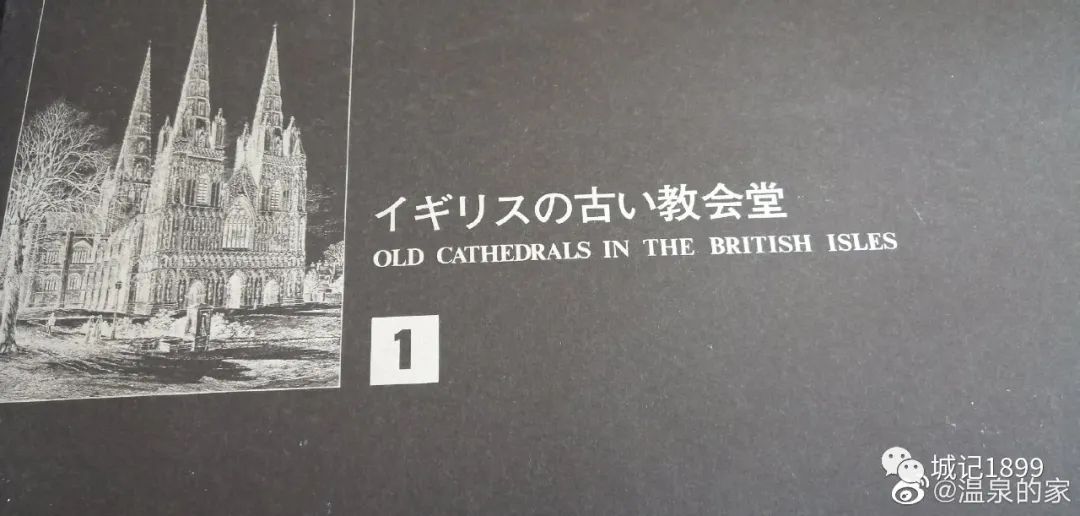 イギリスの古い教会堂
OLD CATHEDRALS IN THE BRITISH ISLES
1
城记1899
@温泉的家